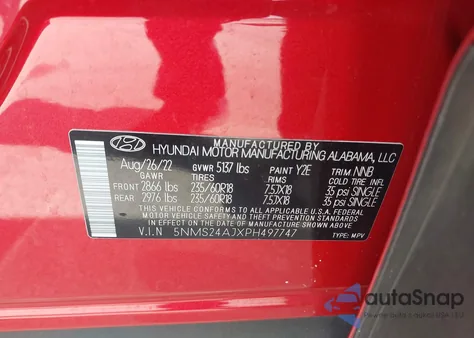 MANUFACTURED BY
HYUNDAI MOTOR MANUFACTURING ALABAMA, LLC
Aug/26/22 GVWR 5137 lbs PAINT Y2E TRIM NNB
GAWR TIRES RIMS COLD TIRE INFL
FRONT 2866 lbs 235/60R18 7.5JX18 35 psi SINGLE
REAR 2976 lbs 235/60R18 7.5JX18 35 psi SINGLE
THIS VEHICLE CONFORMS TO ALL APPLICABLE U.S.A. FEDERAL
MOTOR VEHICLE SAFETY, BUMPER, AND THEFT PREVENTION
STANDARDS IN EFFECT ON THE DATE OF MANUFACTURE SHOWN ABOVE.
V.I.N 5NMS24AJXPH497747 TYPE: MPV
autaSnap